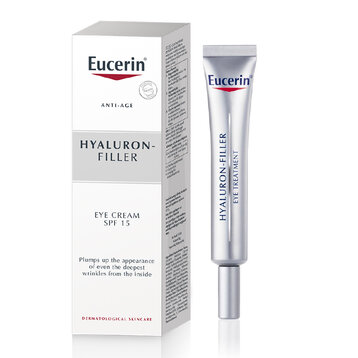 Eucerin®
ANTI-AGE
HYALURON-
FILLER
EYE CREAM
SPF 15
Plumps up the appearance
of even the deepest
wrinkles from the inside
DERMATOLOGICAL SKINCARE
Eucerin®
HYALURON-FILLER
EYE TREATMENT